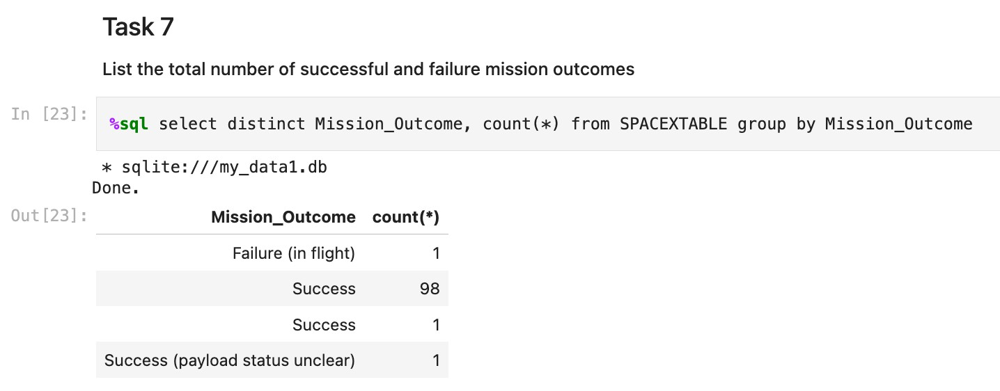 Task 7
List the total number of successful and failure mission outcomes
In [23]: %sql select distinct Mission_Outcome, count(*) from SPACEXTABLE group by Mission_Outcome
* sqlite:///my_data1.db
Done.
Out[23]: Mission_Outcome count(*)
Failure (in flight) 1
Success 98
Success 1
Success (payload status unclear) 1